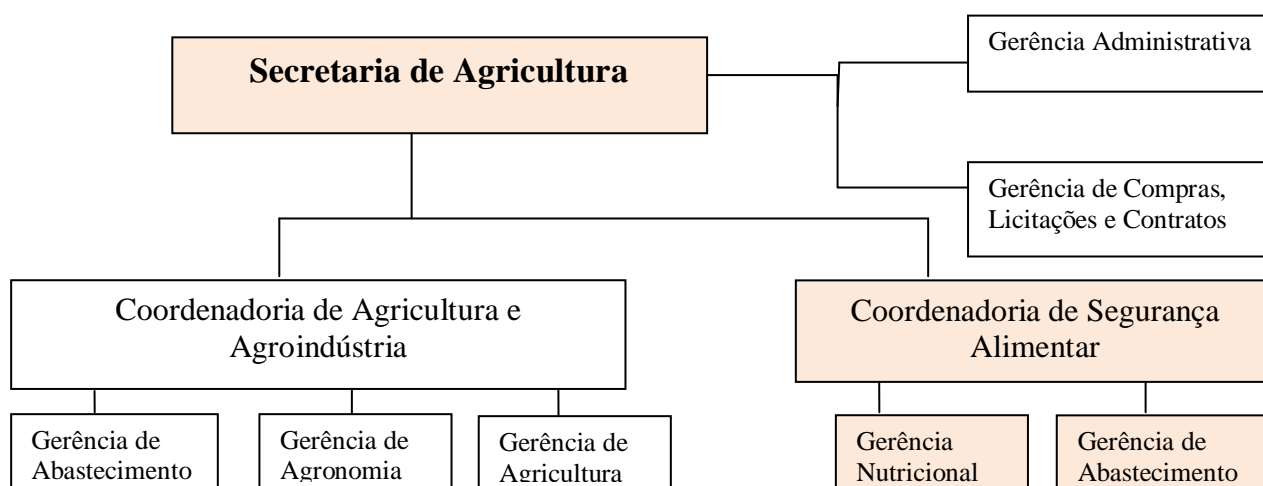 Secretaria de Agricultura
Gerência Administrativa
Gerência de Compras,
Licitações e Contratos
Coordenadoria de Agricultura e
Agroindústria
Coordenadoria de Segurança
Alimentar
Gerência de
Abastecimento
Gerência de
Agronomia
Gerência de
Agricultura
Gerência
Nutricional
Gerência de
Abastecimento